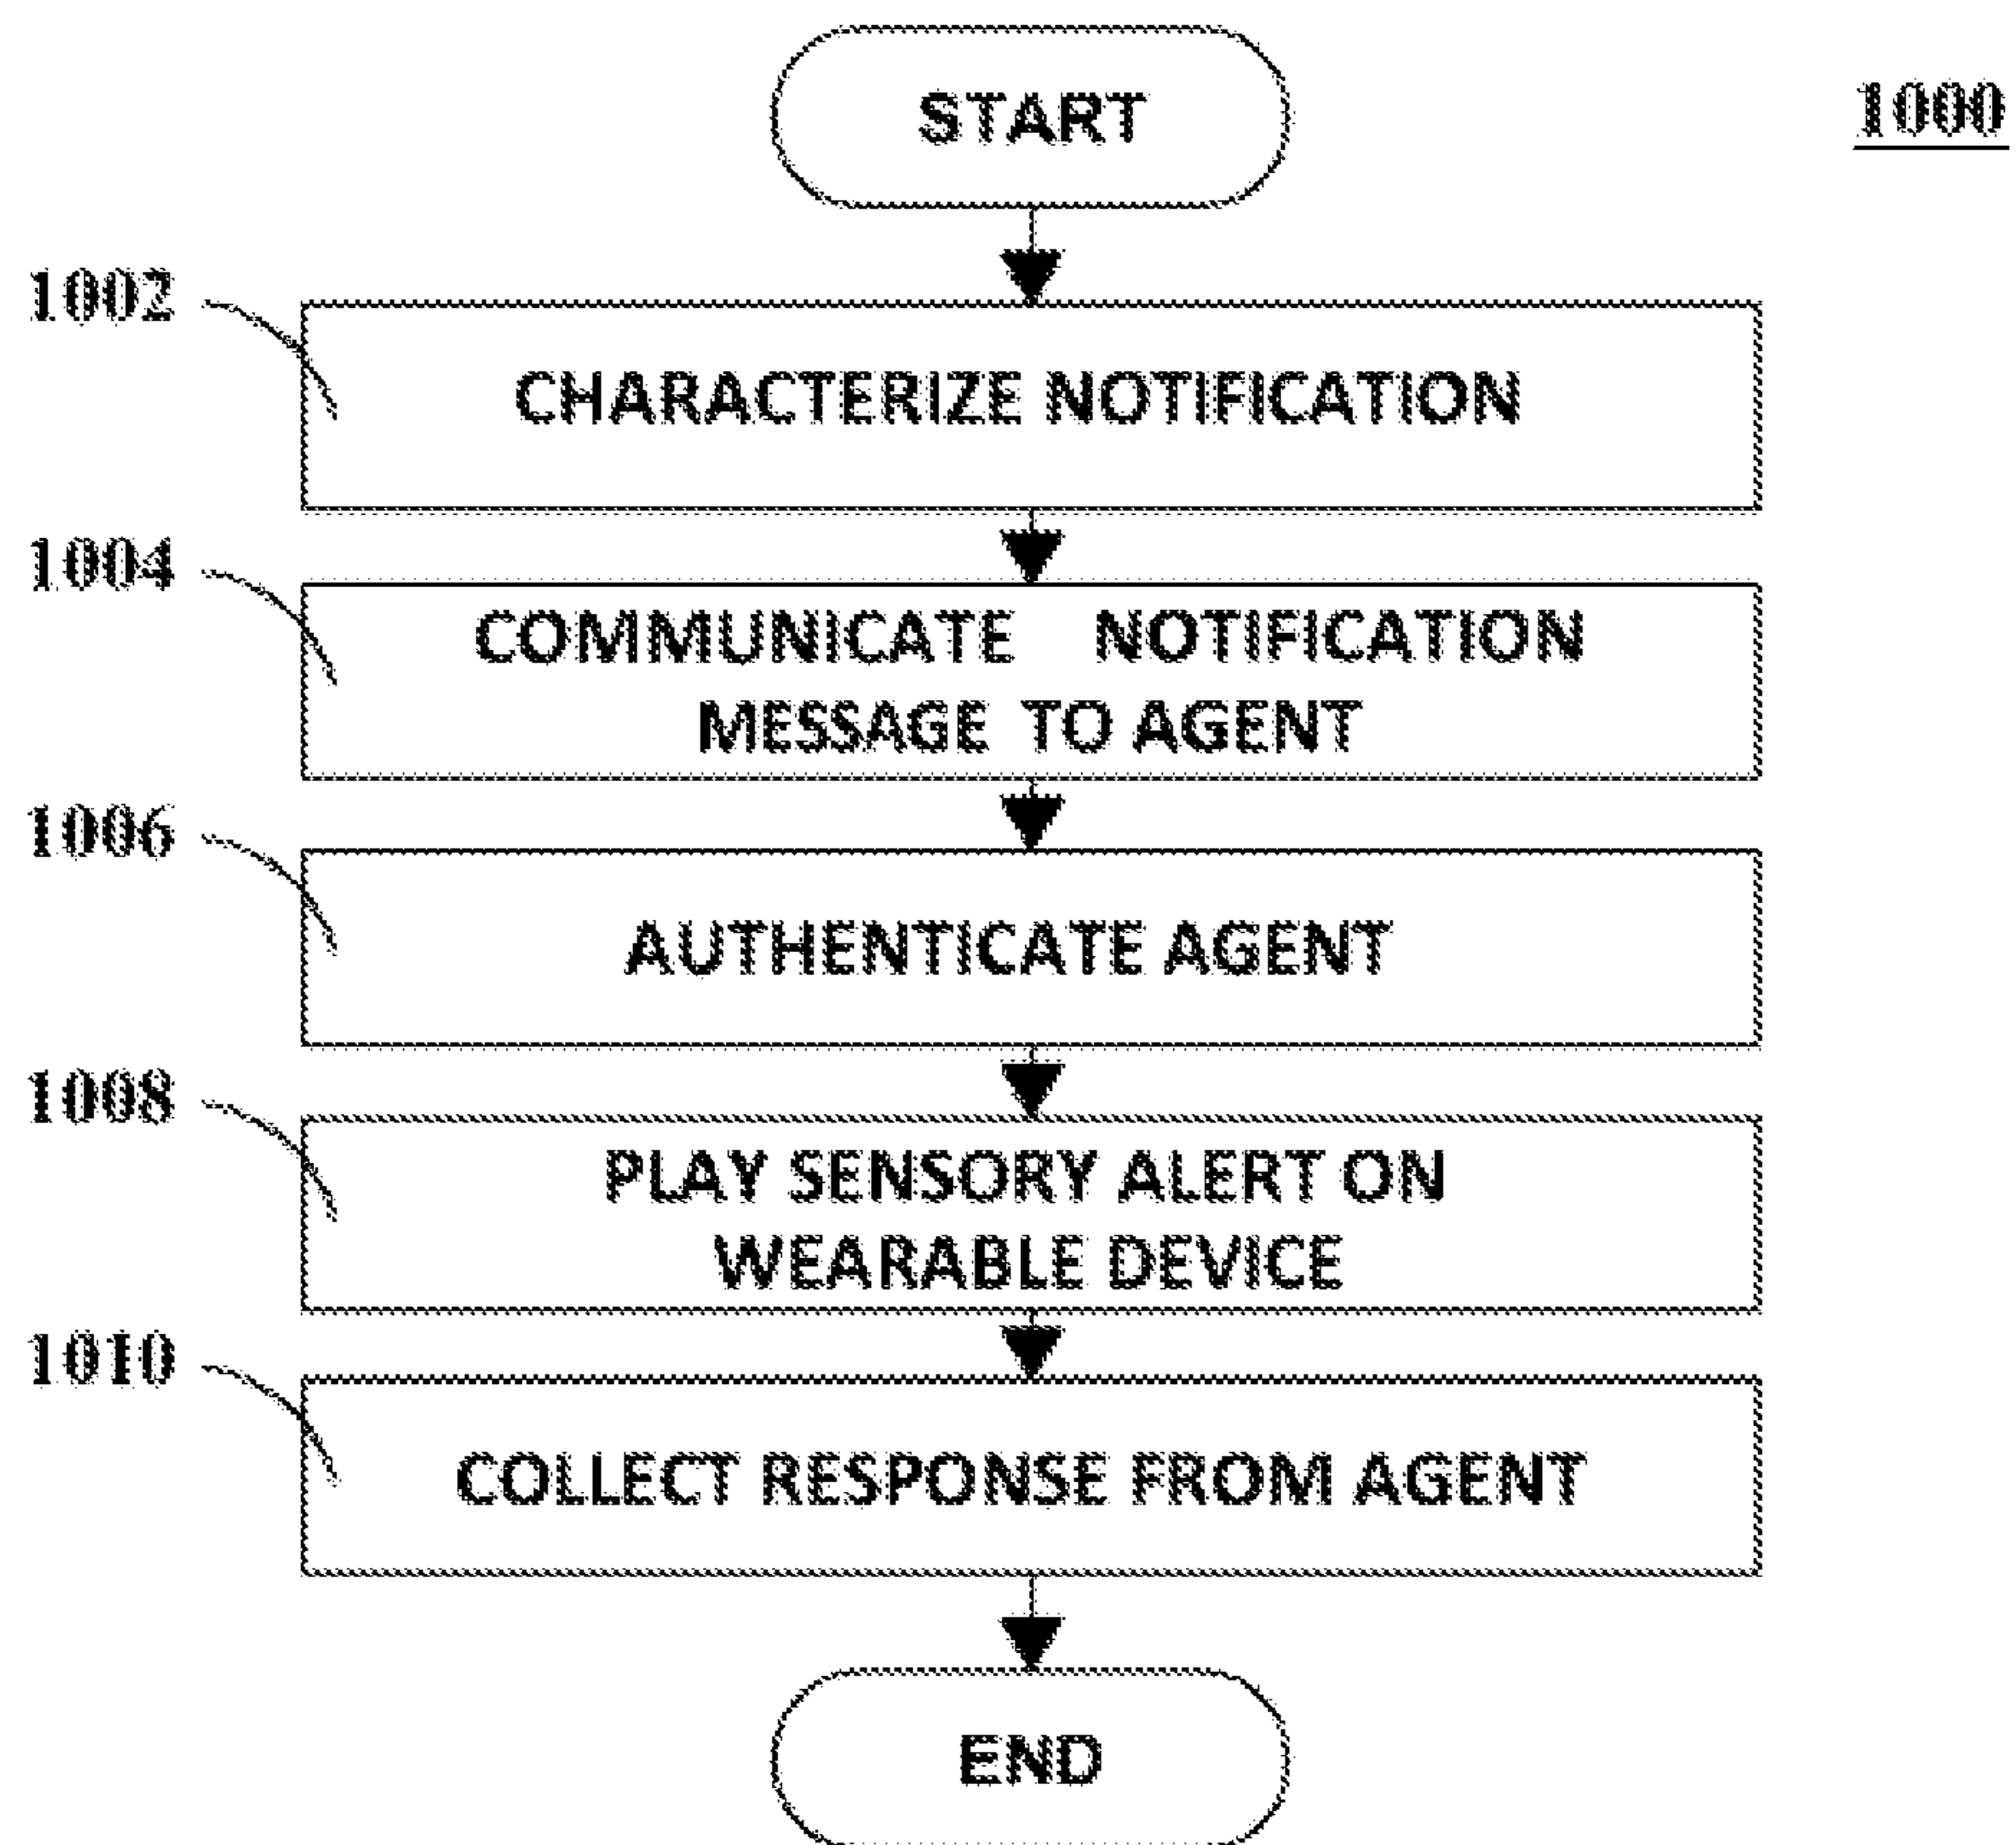 START
1000
1002
CHARACTERIZE NOTIFICATION
1004
COMMUNICATE NOTIFICATION
MESSAGE TO AGENT
1006
AUTHENTICATE AGENT
1008
PLAY SENSORY ALERT ON
WEARABLE DEVICE
1010
COLLECT RESPONSE FROM AGENT
END